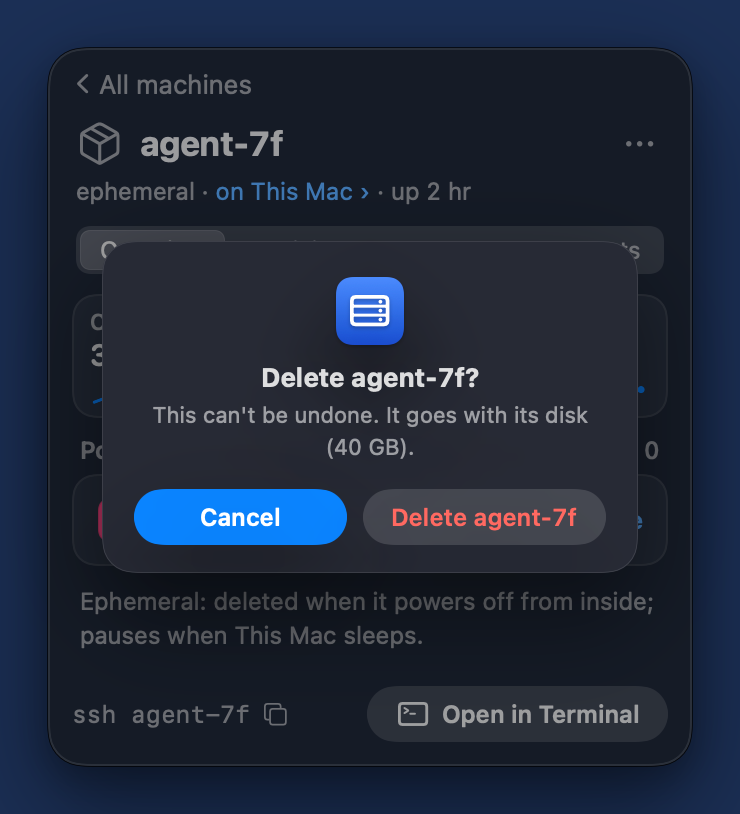 All machines
agent-7f
ephemeral · on This Mac › · up 2 hr
Delete agent-7f?
This can't be undone. It goes with its disk
(40 GB).
Cancel
Delete agent-7f
0
Ephemeral: deleted when it powers off from inside;
pauses when This Mac sleeps.
ssh agent-7f
Open in Terminal